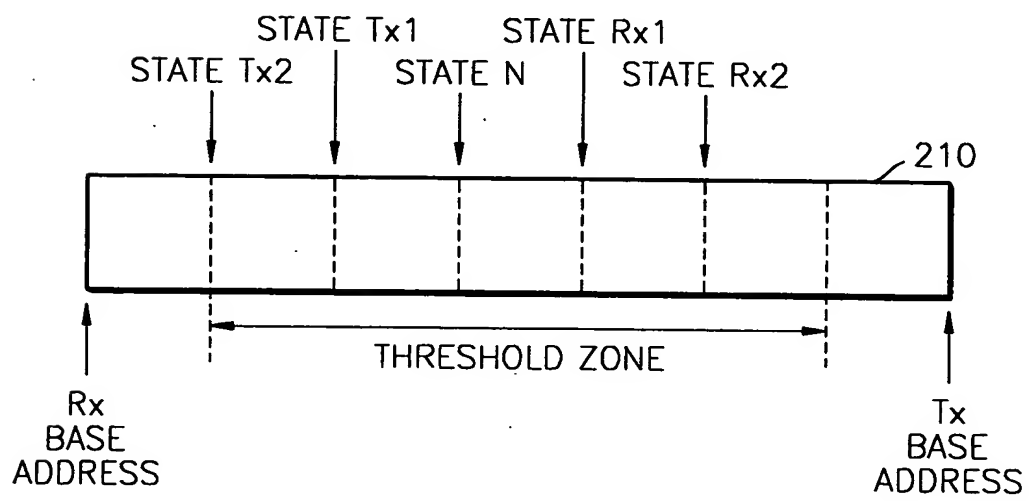 STATE Tx1
STATE Rx1
STATE Tx2
STATE N
STATE Rx2
210
THRESHOLD ZONE
Rx
BASE
ADDRESS
Tx
BASE
ADDRESS